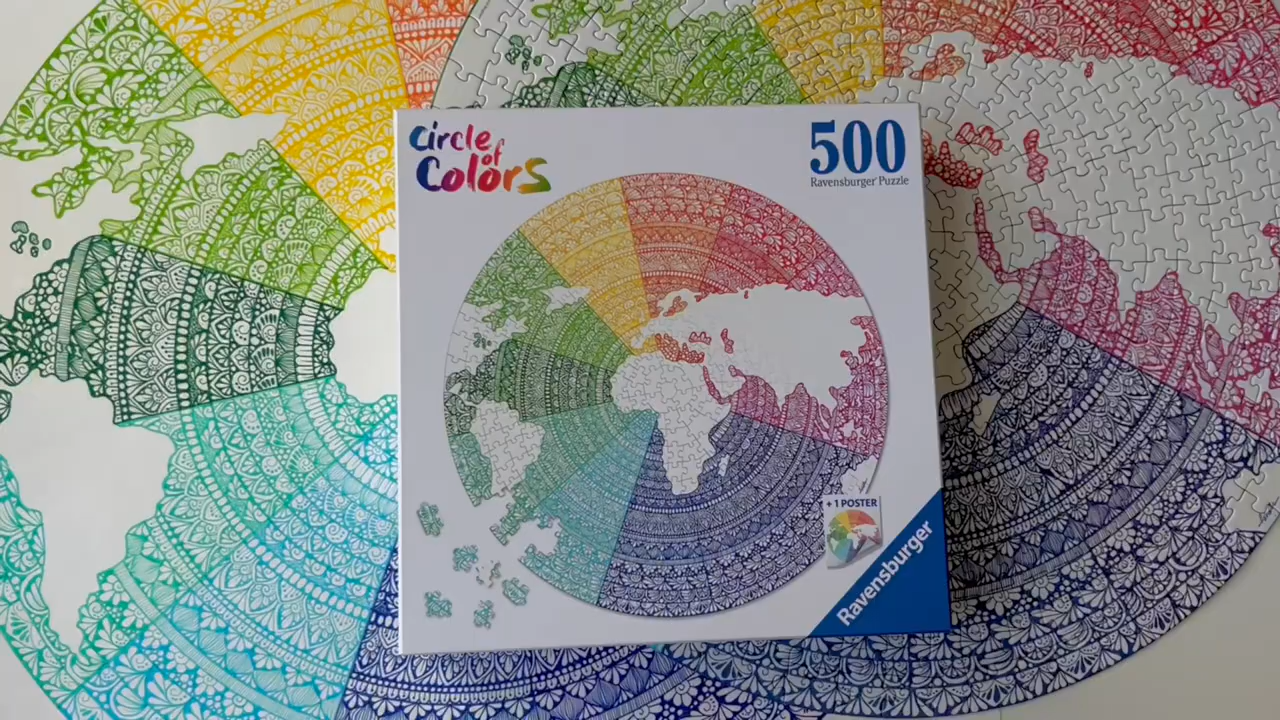 Circle
of
Colors
500
Ravensburger Puzzle
+ 1 POSTER
Ravensburger